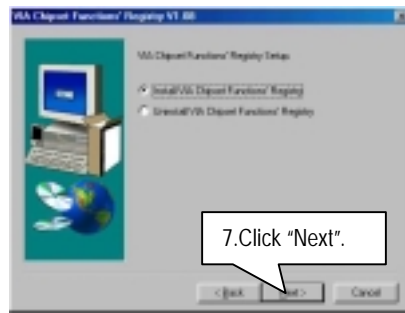 VIA Chipset Functions' Registry V1.00
VIA Chipset Functions' Registry Setup
Install VIA Chipset Functions' Registry
Uninstall VIA Chipset Functions' Registry
7.Click “Next”.
< Back
Next >
Cancel